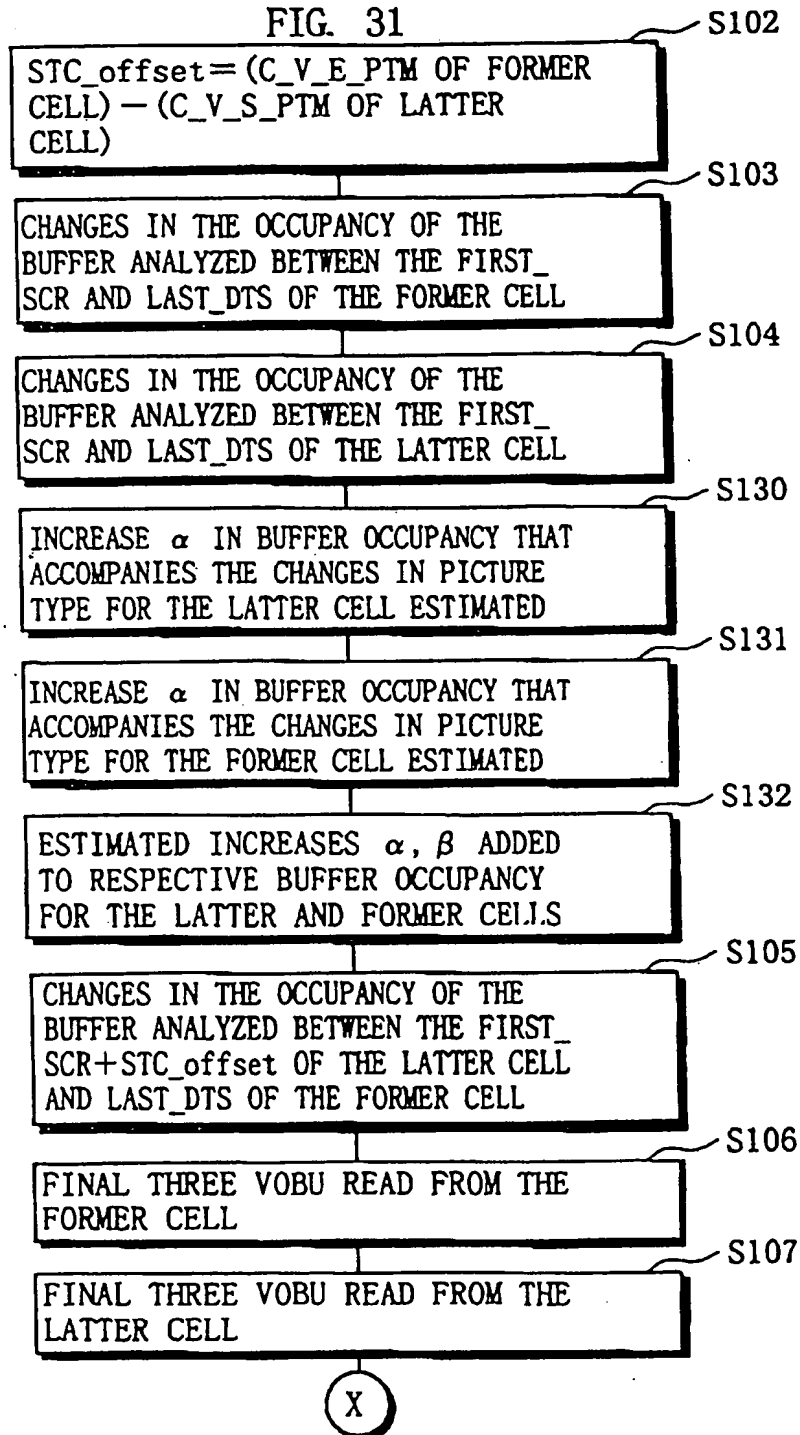 FIG. 31
S102
STC_offset=(C_V_E_PTM OF FORMER
CELL)-(C_V_S_PTM OF LATTER
CELL)
S103
CHANGES IN THE OCCUPANCY OF THE
BUFFER ANALYZED BETWEEN THE FIRST_
SCR AND LAST_DTS OF THE FORMER CELL
S104
CHANGES IN THE OCCUPANCY OF THE
BUFFER ANALYZED BETWEEN THE FIRST_
SCR AND LAST_DTS OF THE LATTER CELL
S130
INCREASE α IN BUFFER OCCUPANCY THAT
ACCOMPANIES THE CHANGES IN PICTURE
TYPE FOR THE LATTER CELL ESTIMATED
S131
INCREASE α IN BUFFER OCCUPANCY THAT
ACCOMPANIES THE CHANGES IN PICTURE
TYPE FOR THE FORMER CELL ESTIMATED
S132
ESTIMATED INCREASES α, β ADDED
TO RESPECTIVE BUFFER OCCUPANCY
FOR THE LATTER AND FORMER CELLS
S105
CHANGES IN THE OCCUPANCY OF THE
BUFFER ANALYZED BETWEEN THE FIRST_
SCR+STC_offset OF THE LATTER CELL
AND LAST_DTS OF THE FORMER CELL
S106
FINAL THREE VOBU READ FROM THE
FORMER CELL
S107
FINAL THREE VOBU READ FROM THE
LATTER CELL
X